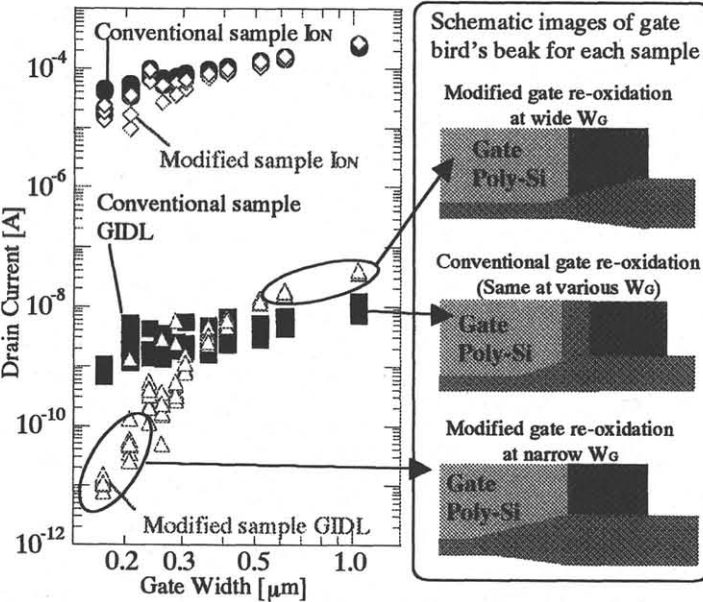 Conventional sample ION
Modified sample ION
Conventional sample
GIDL
Modified sample GIDL
Drain Current [A]
10-4
10-6
10-8
10-10
10-12
0.2
0.3
0.5
1.0
Gate Width [μm]
Schematic images of gate
bird's beak for each sample
Modified gate re-oxidation
at wide WG
Gate
Poly-Si
Conventional gate re-oxidation
(Same at various WG)
Gate
Poly-Si
Modified gate re-oxidation
at narrow WG
Gate
Poly-Si